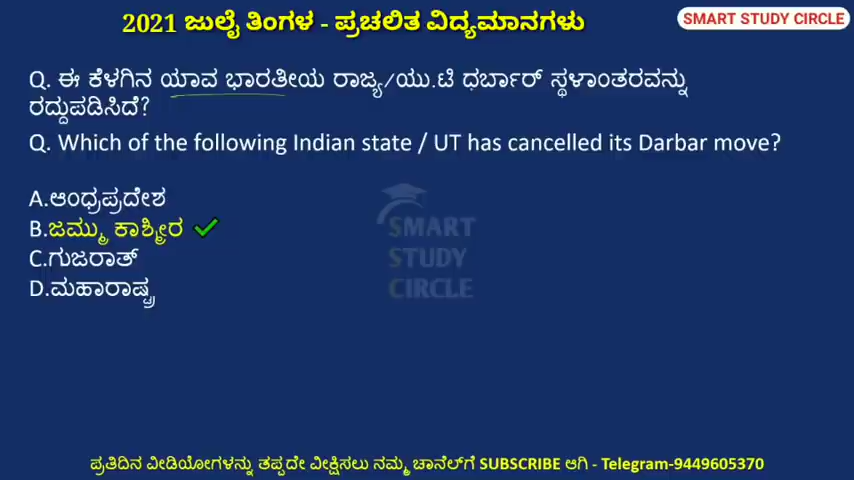 2021 ಜುಲೈ ತಿಂಗಳ - ಪ್ರಚಲಿತ ವಿದ್ಯಮಾನಗಳು
SMART STUDY CIRCLE
Q. ಈ ಕೆಳಗಿನ ಯಾವ ಭಾರತೀಯ ರಾಜ್ಯ/ಯು.ಟಿ ಧರ್ಬಾರ್ ಸ್ಥಳಾಂತರವನ್ನು
ರದ್ದುಪಡಿಸಿದೆ?
Q. Which of the following Indian state / UT has cancelled its Darbar move?
A.ಆಂಧ್ರಪ್ರದೇಶ
B.ಜಮ್ಮು ಕಾಶ್ಮೀರ
C.ಗುಜರಾತ್
D.ಮಹಾರಾಷ್ಟ್ರ
SMART
STUDY
CIRCLE
ಪ್ರತಿದಿನ ವೀಡಿಯೋಗಳನ್ನು ತಪ್ಪದೇ ವೀಕ್ಷಿಸಲು ನಮ್ಮ ಚಾನೆಲ್‌ಗೆ SUBSCRIBE ಆಗಿ - Telegram-9449605370